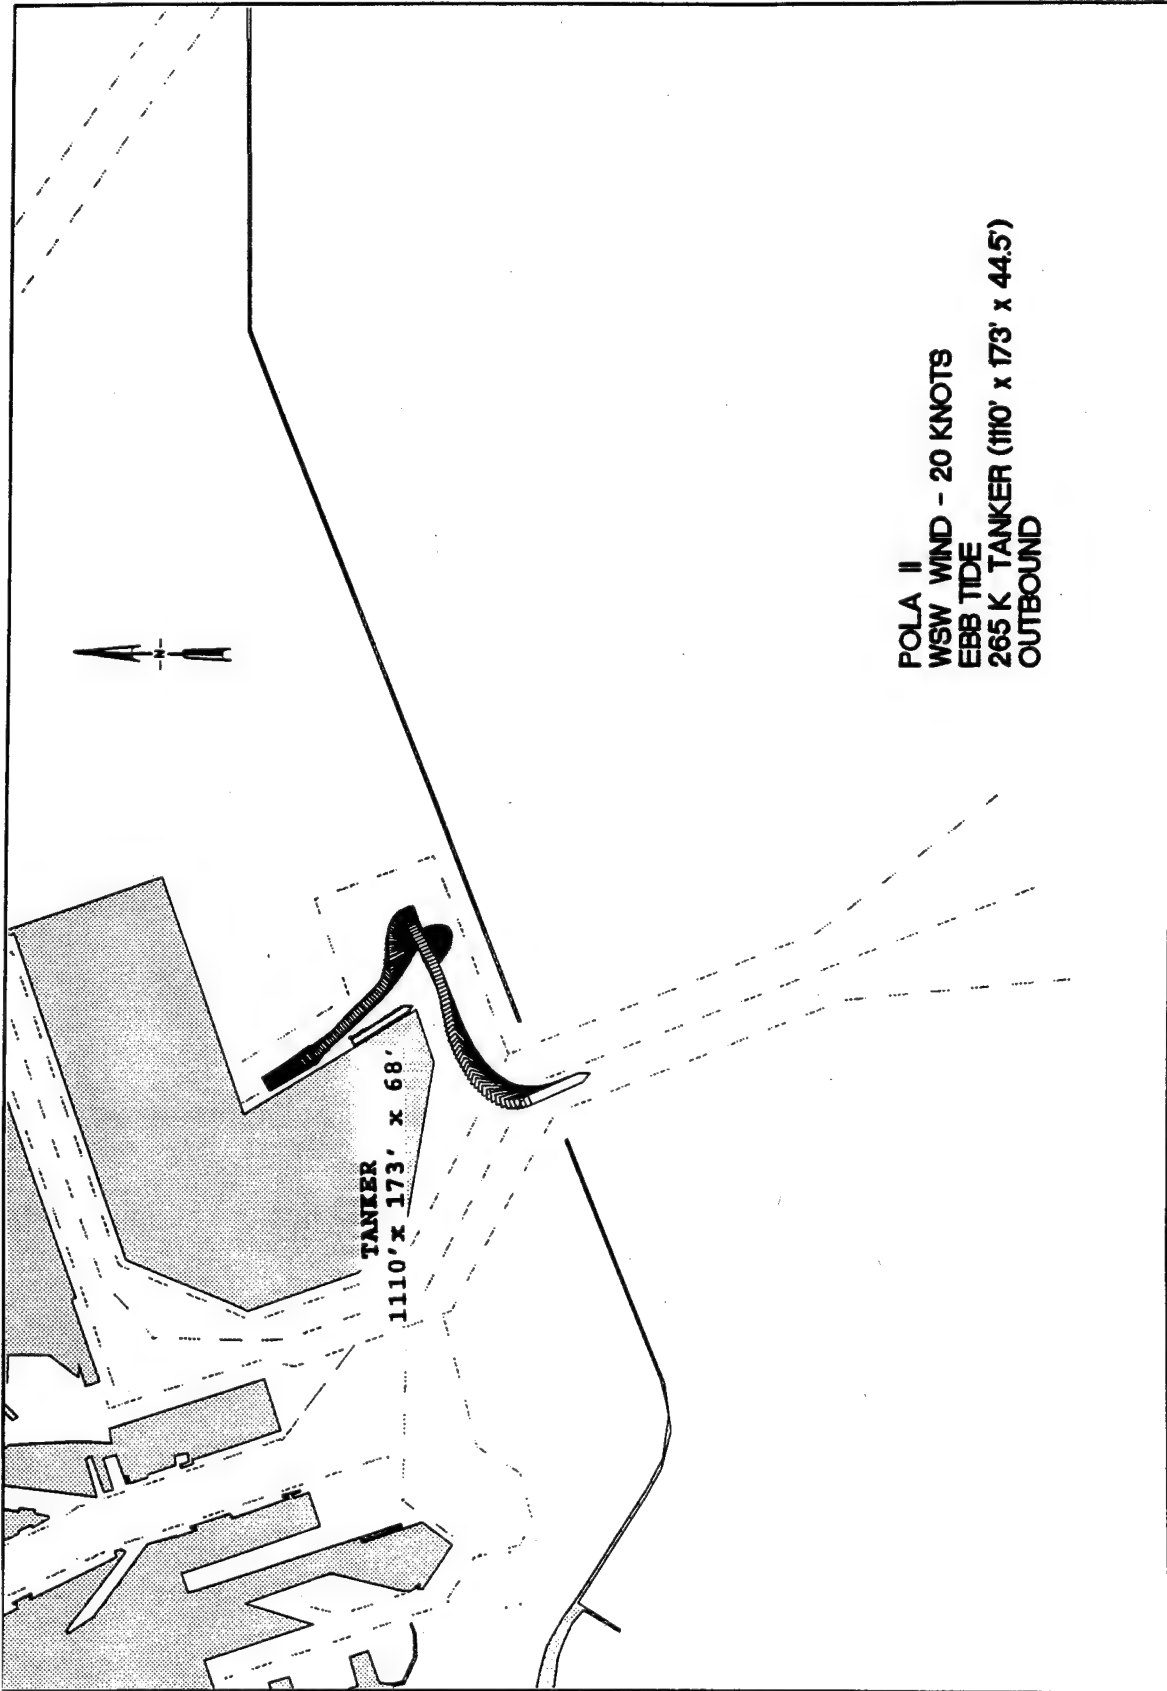 -N-
TANKER
1110'x 173' x 68'
POLA II
WSW WIND - 20 KNOTS
EBB TIDE
265 K TANKER (1110' x 173' x 44.5')
OUTBOUND